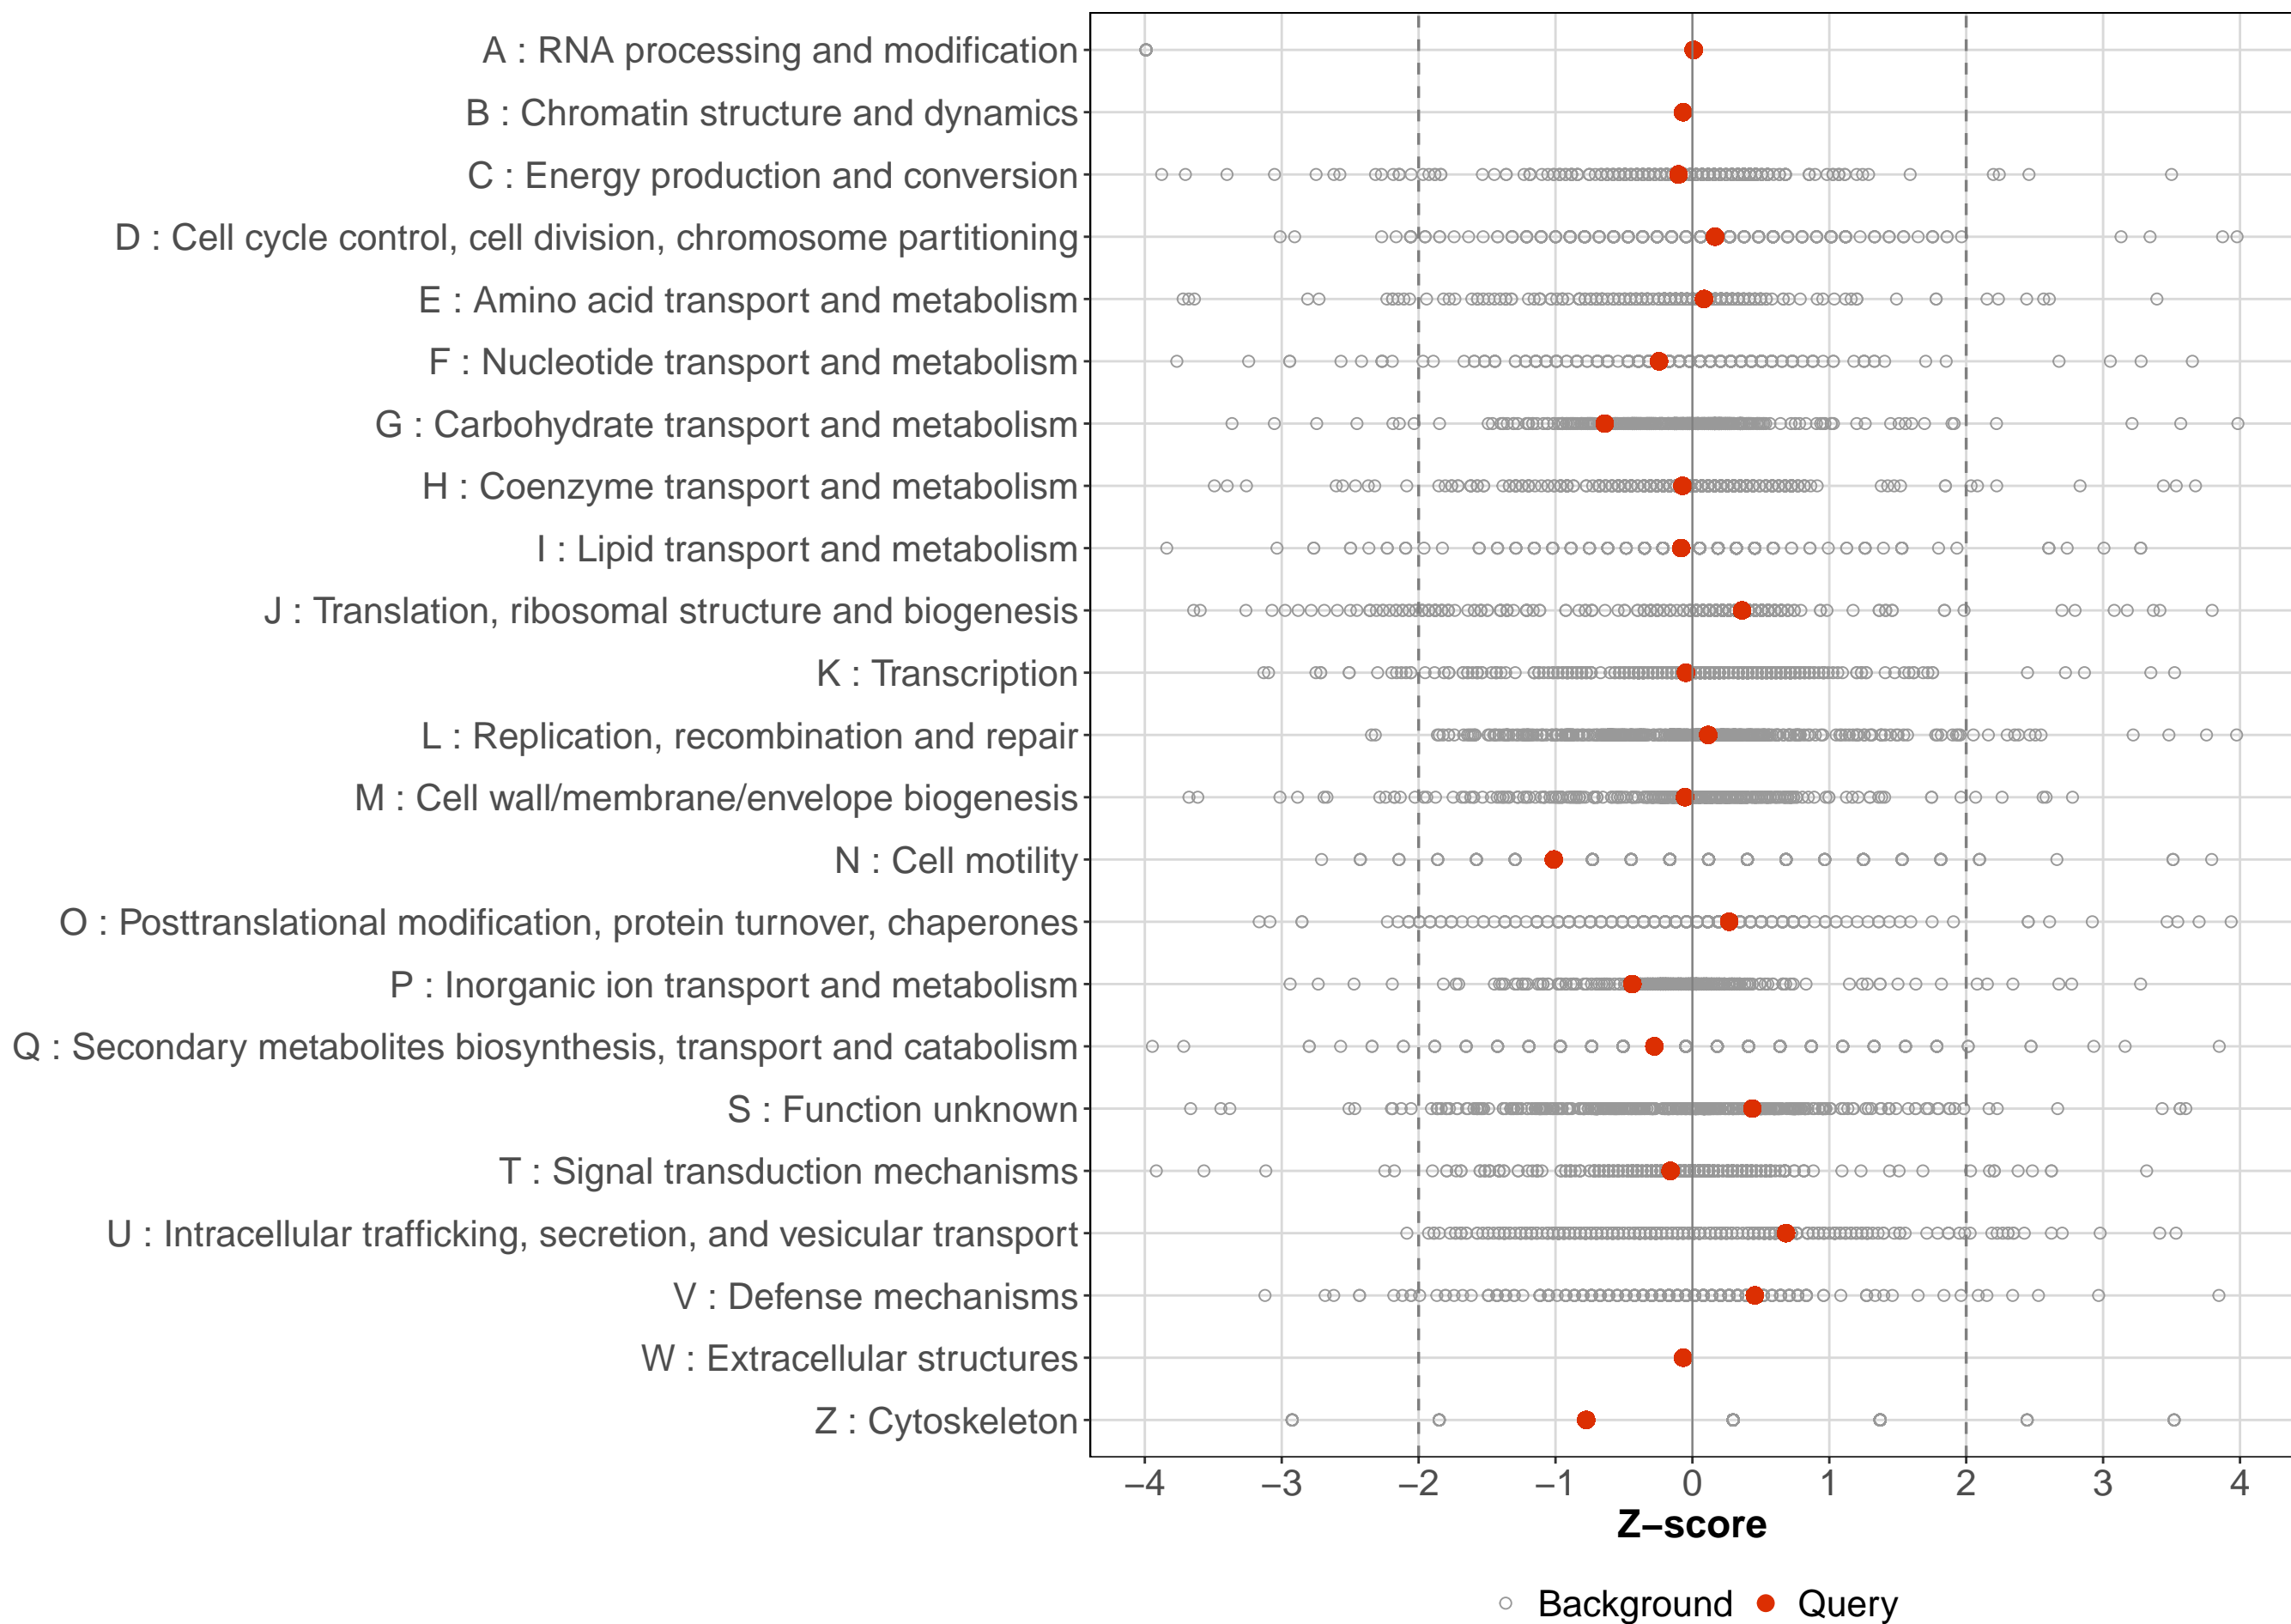 A : RNA processing and modification
B : Chromatin structure and dynamics
C : Energy production and conversion
D : Cell cycle control, cell division, chromosome partitioning
E : Amino acid transport and metabolism
F : Nucleotide transport and metabolism
G : Carbohydrate transport and metabolism
H : Coenzyme transport and metabolism
I : Lipid transport and metabolism
J : Translation, ribosomal structure and biogenesis
K : Transcription
L : Replication, recombination and repair
M : Cell wall/membrane/envelope biogenesis
N : Cell motility
O : Posttranslational modification, protein turnover, chaperones
P : Inorganic ion transport and metabolism
Q : Secondary metabolites biosynthesis, transport and catabolism
S : Function unknown
T : Signal transduction mechanisms
U : Intracellular trafficking, secretion, and vesicular transport
V : Defense mechanisms
W : Extracellular structures
Z : Cytoskeleton
−4 −3 −2 −1 0 1 2 3 4
Z−score
Background Query